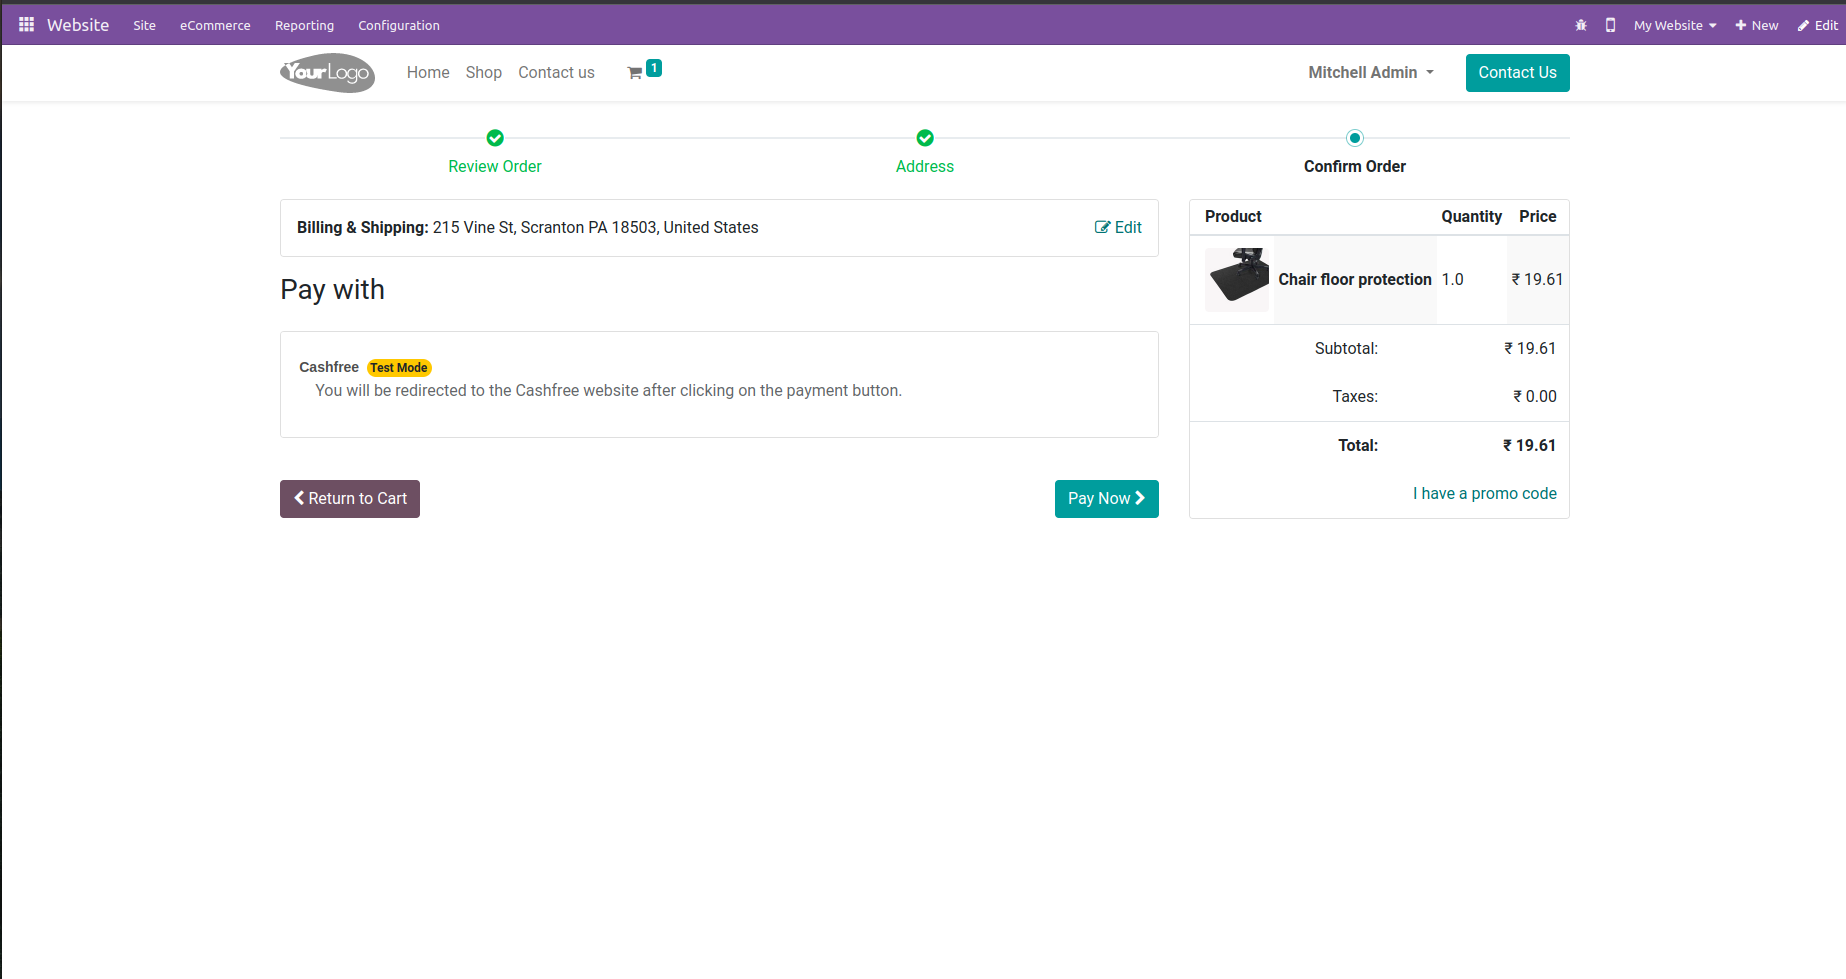 Website Site eCommerce Reporting Configuration My Website New Edit
YourLogo Home Shop Contact us 1 Mitchell Admin Contact Us
Review Order Address Confirm Order
Billing & Shipping: 215 Vine St, Scranton PA 18503, United States Edit
Pay with
Cashfree Test Mode
You will be redirected to the Cashfree website after clicking on the payment button.
Return to Cart Pay Now
Product Quantity Price
Chair floor protection 1.0 ₹ 19.61
Subtotal: ₹ 19.61
Taxes: ₹ 0.00
Total: ₹ 19.61
I have a promo code